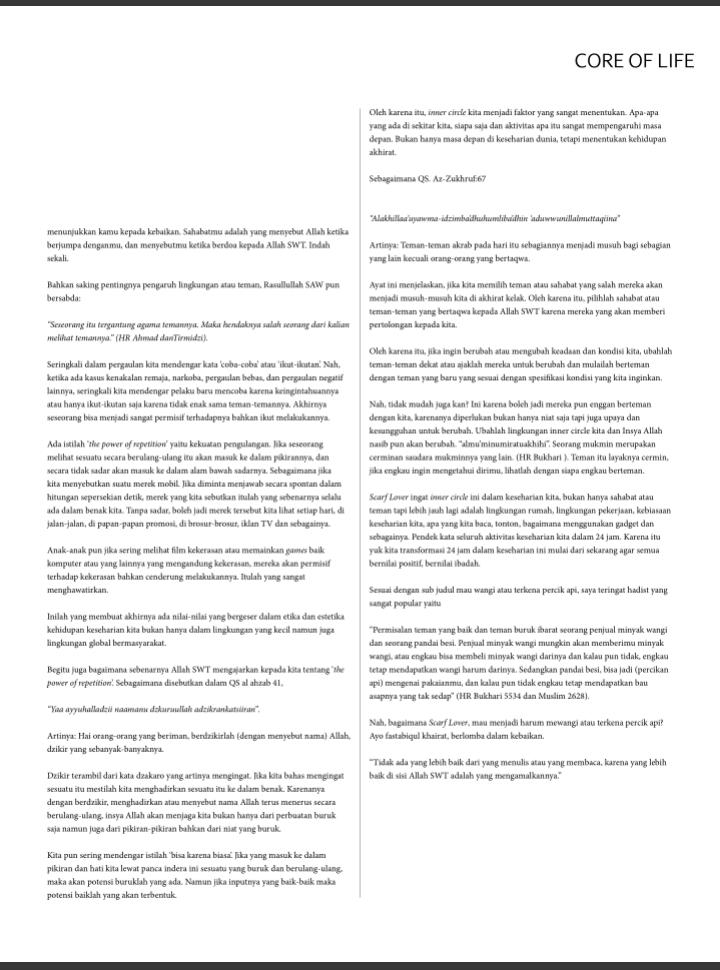 CORE OF LIFE
menunjukkan kamu kepada kebaikan. Sahabatmu adalah yang menyebut Allah ketika
berjumpa denganmu, dan menyebutmu ketika berdoa kepada Allah SWT. Indah
sekali.
Bahkan saking pentingnya pengaruh lingkungan atau teman, Rasullullah SAW pun
bersabda:
"Seseorang itu tergantung agama temannya. Maka hendaknya salah seorang dari kalian
melihat temannya." (HR Ahmad danTirmidzi).
Seringkali dalam pergaulan kita mendengar kata 'coba-coba' atau 'ikut-ikutan'. Nah,
ketika ada kasus kenakalan remaja, narkoba, pergaulan bebas, dan pergaulan negatif
lainnya, seringkali kita mendengar pelaku baru mencoba karena keingintahuannya
atau hanya ikut-ikutan saja karena tidak enak sama teman-temannya. Akhirnya
seseorang bisa menjadi sangat permisif terhadapnya bahkan ikut melakukannya.
Ada istilah 'the power of repetition' yaitu kekuatan pengulangan. Jika seseorang
melihat sesuatu secara berulang-ulang itu akan masuk ke dalam pikirannya, dan
secara tidak sadar akan masuk ke dalam alam bawah sadarnya. Sebagaimana jika
kita menyebutkan suatu merek mobil. Jika diminta menjawab secara spontan dalam
hitungan sepersekian detik, merek yang kita sebutkan itulah yang sebenarnya selalu
ada dalam benak kita. Tanpa sadar, boleh jadi merek tersebut kita lihat setiap hari, di
jalan-jalan, di papan-papan promosi, di brosur-brosur, iklan TV dan sebagainya.
Anak-anak pun jika sering melihat film kekerasan atau memainkan games baik
komputer atau yang lainnya yang mengandung kekerasan, mereka akan permisif
terhadap kekerasan bahkan cenderung melakukannya. Itulah yang sangat
menghawatirkan.
Inilah yang membuat akhirnya ada nilai-nilai yang bergeser dalam etika dan estetika
kehidupan keseharian kita bukan hanya dalam lingkungan yang kecil namun juga
lingkungan global bermasyarakat.
Begitu juga bagaimana sebenarnya Allah SWT mengajarkan kepada kita tentang 'the
power of repetition'. Sebagaimana disebutkan dalam QS al ahzab 41,
"Yaa ayyuhalladzii naamanu dzkuruullah adzikrankatsiiran".
Artinya: Hai orang-orang yang beriman, berdzikirlah (dengan menyebut nama) Allah,
dzikir yang sebanyak-banyaknya.
Dzikir terambil dari kata dzakaro yang artinya mengingat. Jika kita bahas mengingat
sesuatu itu mestilah kita menghadirkan sesuatu itu ke dalam benak. Karenanya
dengan berdzikir, menghadirkan atau menyebut nama Allah terus menerus secara
berulang-ulang, insya Allah akan menjaga kita bukan hanya dari perbuatan buruk
saja namun juga dari pikiran-pikiran bahkan dari niat yang buruk.
Kita pun sering mendengar istilah 'bisa karena biasa'. Jika yang masuk ke dalam
pikiran dan hati kita lewat panca indera ini sesuatu yang buruk dan berulang-ulang,
maka akan potensi buruklah yang ada. Namun jika inputnya yang baik-baik maka
potensi baiklah yang akan terbentuk.
Oleh karena itu, inner circle kita menjadi faktor yang sangat menentukan. Apa-apa
yang ada di sekitar kita, siapa saja dan aktivitas apa itu sangat mempengaruhi masa
depan. Bukan hanya masa depan di keseharian dunia, tetapi menentukan kehidupan
akhirat.
Sebagaimana QS. Az-Zukhruf:67
"Alakhillaa'uyawma-idzimba'dhuhumliba'dhin 'aduwwunillalmuttaqiina"
Artinya: Teman-teman akrab pada hari itu sebagiannya menjadi musuh bagi sebagian
yang lain kecuali orang-orang yang bertaqwa.
Ayat ini menjelaskan, jika kita memilih teman atau sahabat yang salah mereka akan
menjadi musuh-musuh kita di akhirat kelak. Oleh karena itu, pilihlah sahabat atau
teman-teman yang bertaqwa kepada Allah SWT karena mereka yang akan memberi
pertolongan kepada kita.
Oleh karena itu, jika ingin berubah atau mengubah keadaan dan kondisi kita, ubahlah
teman-teman dekat atau ajaklah mereka untuk berubah dan mulailah berteman
dengan teman yang baru yang sesuai dengan spesifikasi kondisi yang kita inginkan.
Nah, tidak mudah juga kan? Ini karena boleh jadi mereka pun enggan berteman
dengan kita, karenanya diperlukan bukan hanya niat saja tapi juga upaya dan
kesungguhan untuk berubah. Ubahlah lingkungan inner circle kita dan Insya Allah
nasib pun akan berubah. "almu'minumiratuakhihi". Seorang mukmin merupakan
cerminan saudara mukminnya yang lain. (HR Bukhari ). Teman itu layaknya cermin,
jika engkau ingin mengetahui dirimu, lihatlah dengan siapa engkau berteman.
Scarf Lover ingat inner circle ini dalam keseharian kita, bukan hanya sahabat atau
teman tapi lebih jauh lagi adalah lingkungan rumah, lingkungan pekerjaan, kebiasaan
keseharian kita, apa yang kita baca, tonton, bagaimana menggunakan gadget dan
sebagainya. Pendek kata seluruh aktivitas keseharian kita dalam 24 jam. Karena itu
yuk kita transformasi 24 jam dalam keseharian ini mulai dari sekarang agar semua
bernilai positif, bernilai ibadah.
Sesuai dengan sub judul mau wangi atau terkena percik api, saya teringat hadist yang
sangat popular yaitu
"Permisalan teman yang baik dan teman buruk ibarat seorang penjual minyak wangi
dan seorang pandai besi. Penjual minyak wangi mungkin akan memberimu minyak
wangi, atau engkau bisa membeli minyak wangi darinya dan kalau pun tidak, engkau
tetap mendapatkan wangi harum darinya. Sedangkan pandai besi, bisa jadi (percikan
api) mengenai pakaianmu, dan kalau pun tidak engkau tetap mendapatkan bau
asapnya yang tak sedap" (HR Bukhari 5534 dan Muslim 2628).
Nah, bagaimana Scarf Lover, mau menjadi harum mewangi atau terkena percik api?
Ayo fastabiqul khairat, berlomba dalam kebaikan.
"Tidak ada yang lebih baik dari yang menulis atau yang membaca, karena yang lebih
baik di sisi Allah SWT adalah yang mengamalkannya."